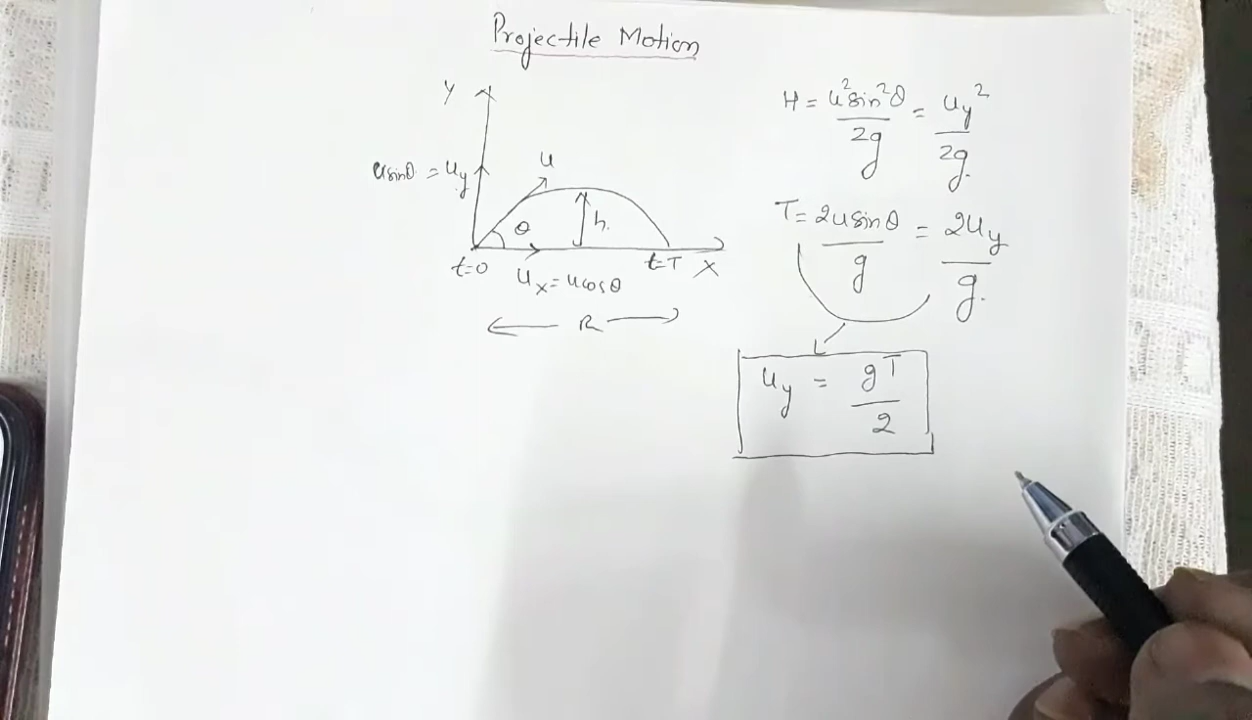 Projectile Motion
Y
usinθ = uy
u
θ
h.
t=0
ux = ucosθ
t=T
X
R
H = u²sin²θ/2g = uy²/2g.
T = 2usinθ/g = 2uy/g.
uy = gT/2